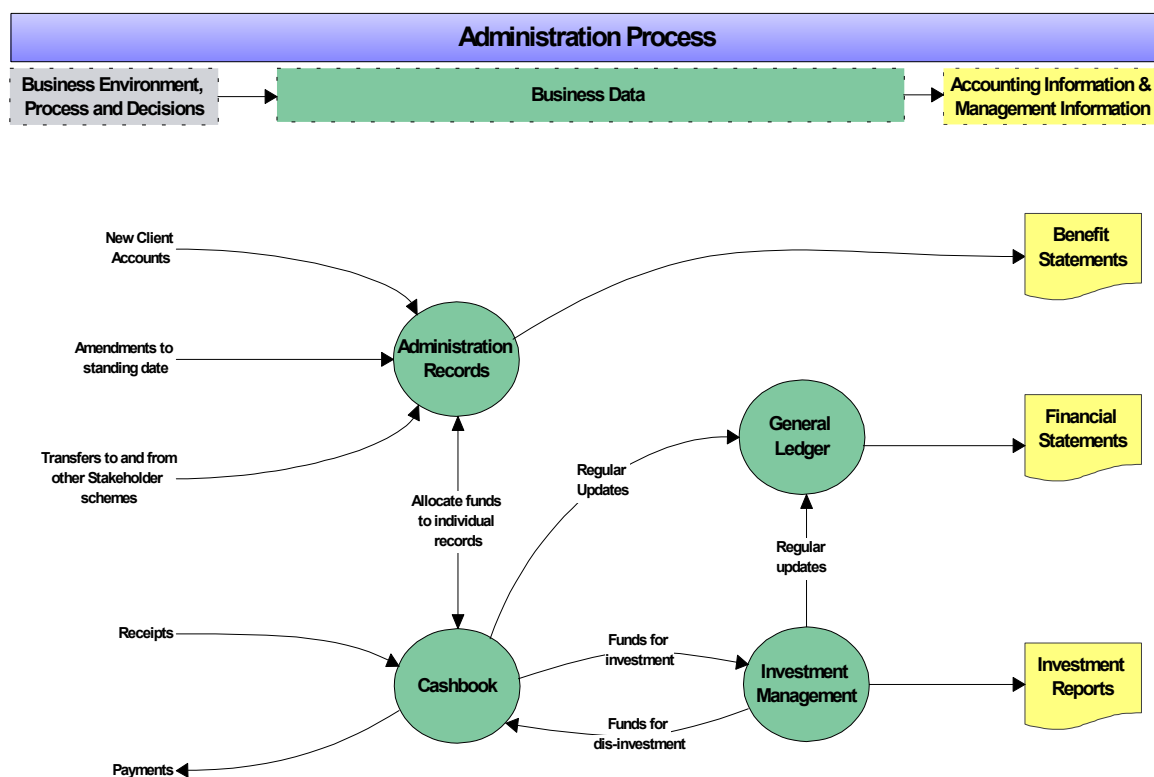 Administration Process
Business Environment,
Process and Decisions
Business Data
Accounting Information &
Management Information
New Client
Accounts
Benefit
Statements
Administration
Records
Amendments to
standing date
General
Ledger
Financial
Statements
Transfers to and from
other Stakeholder
schemes
Regular
Updates
Allocate funds
to individual
records
Regular
updates
Receipts
Funds for
investment
Cashbook
Investment
Management
Investment
Reports
Funds for
dis-investment
Payments